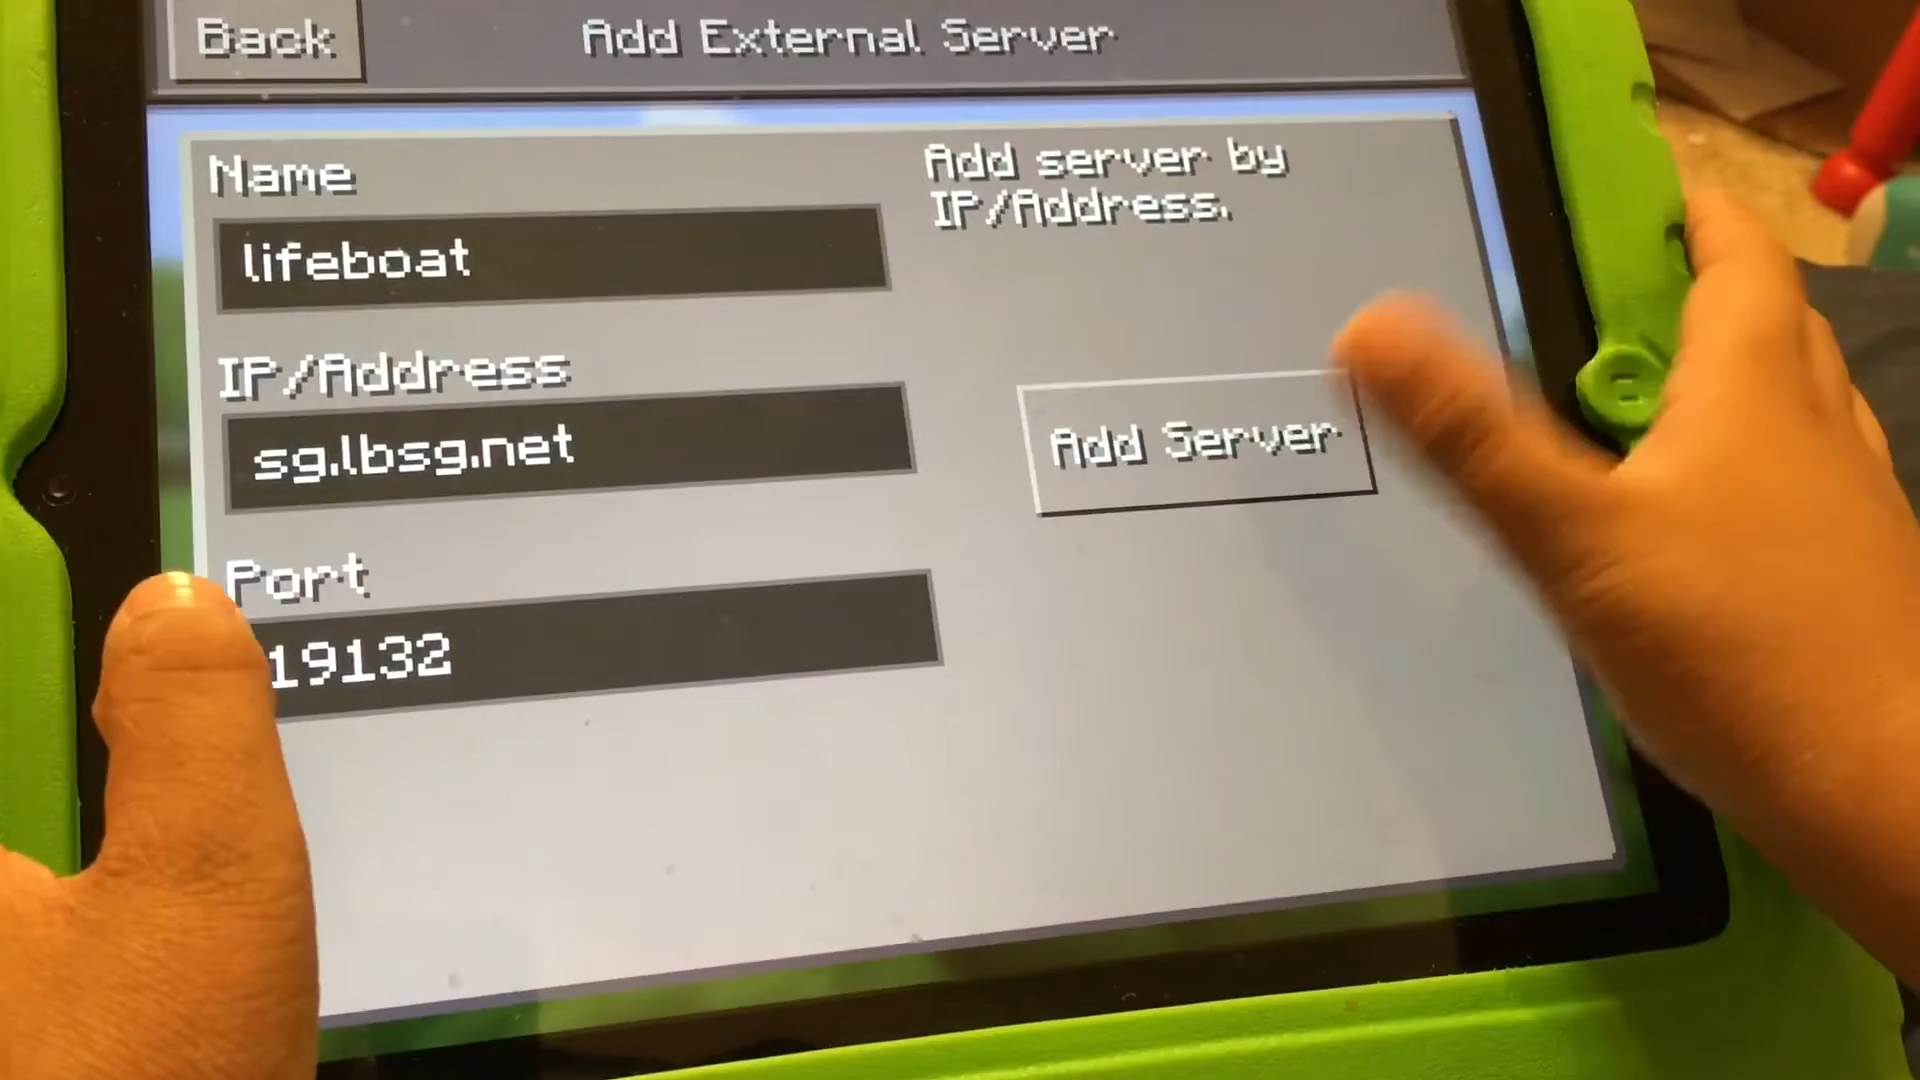 Back
Add External Server
Name
lifeboat
Add server by
IP/Address.
IP/Address
sg.lbsg.net
Add Server
Port
19132